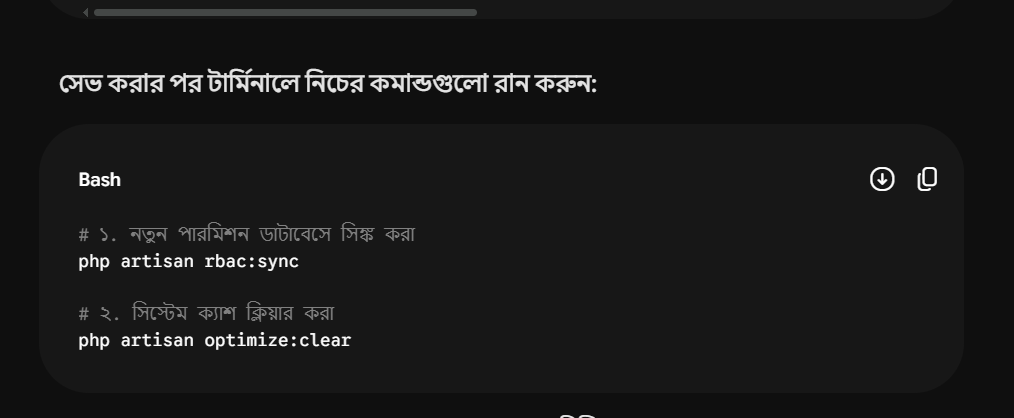 সেভ করার পর টার্মিনালে নিচের কমান্ডগুলো রান করুন:
Bash
# ১. নতুন পারমিশন ডাটাবেসে সিঙ্ক করা
php artisan rbac:sync
# ২. সিস্টেম ক্যাশ ক্লিয়ার করা
php artisan optimize:clear